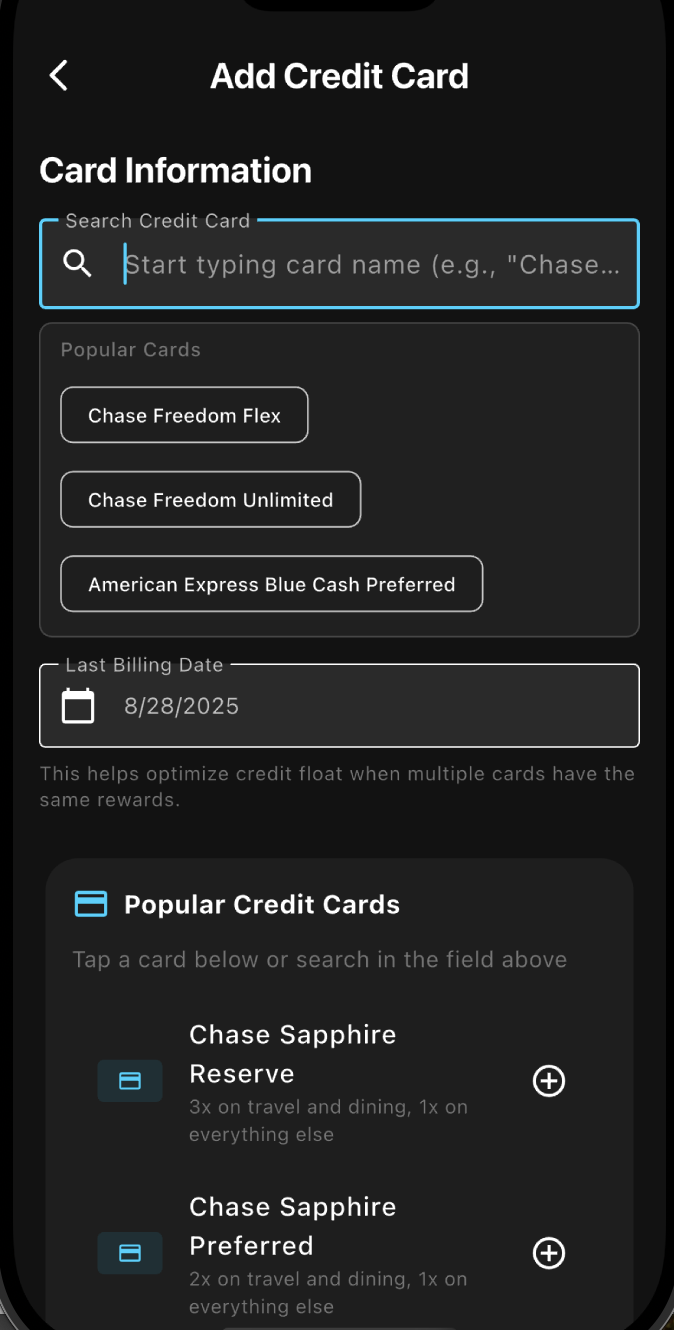 Add Credit Card
Card Information
Search Credit Card
Start typing card name (e.g., "Chase...
Popular Cards
Chase Freedom Flex
Chase Freedom Unlimited
American Express Blue Cash Preferred
Last Billing Date
8/28/2025
This helps optimize credit float when multiple cards have the
same rewards.
Popular Credit Cards
Tap a card below or search in the field above
Chase Sapphire
Reserve
3x on travel and dining, 1x on
everything else
Chase Sapphire
Preferred
2x on travel and dining, 1x on
everything else